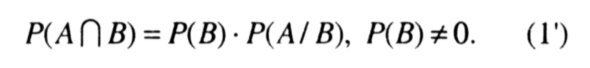 P(A⋂B) = P(B) · P(A/B), P(B) ≠ 0. (1')